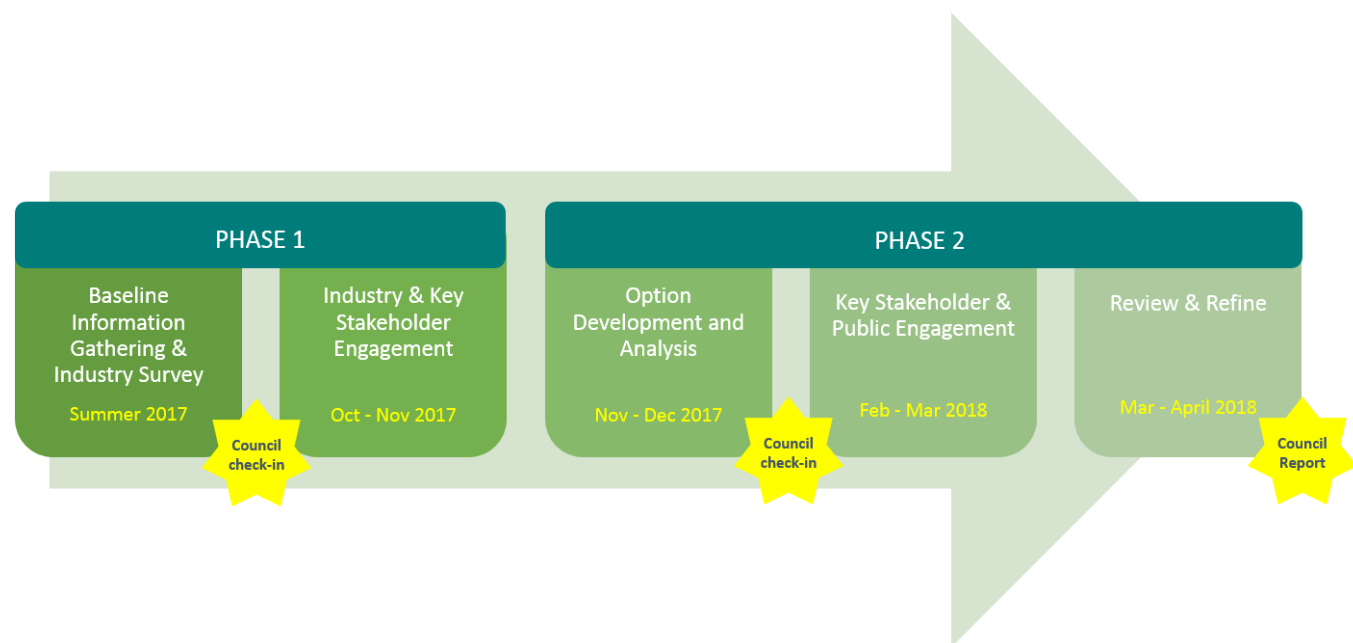 PHASE 1
Baseline
Information
Gathering &
Industry Survey
Summer 2017
Council
check-in
Industry & Key
Stakeholder
Engagement
Oct - Nov 2017
PHASE 2
Option
Development and
Analysis
Nov - Dec 2017
Council
check-in
Key Stakeholder &
Public Engagement
Feb - Mar 2018
Review & Refine
Mar - April 2018
Council
Report